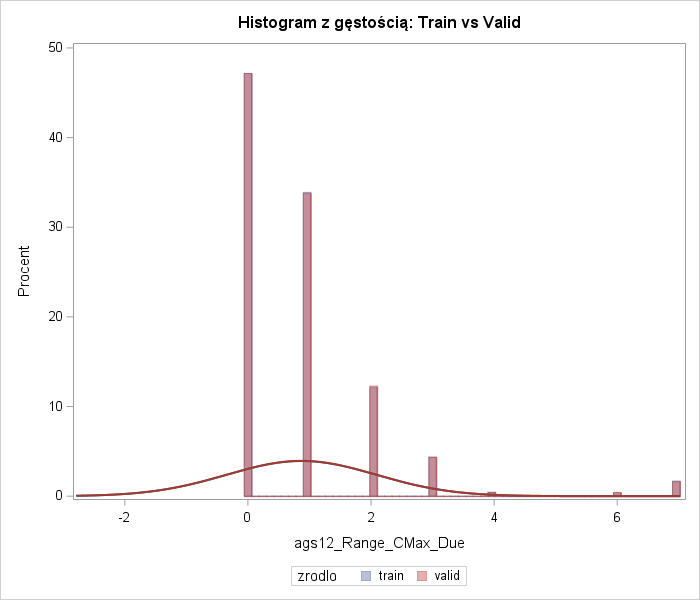 Histogram z gęstością: Train vs Valid
50
40
30
20
10
0
Procent
-2
0
2
4
6
ags12_Range_CMax_Due
zrodlo train valid